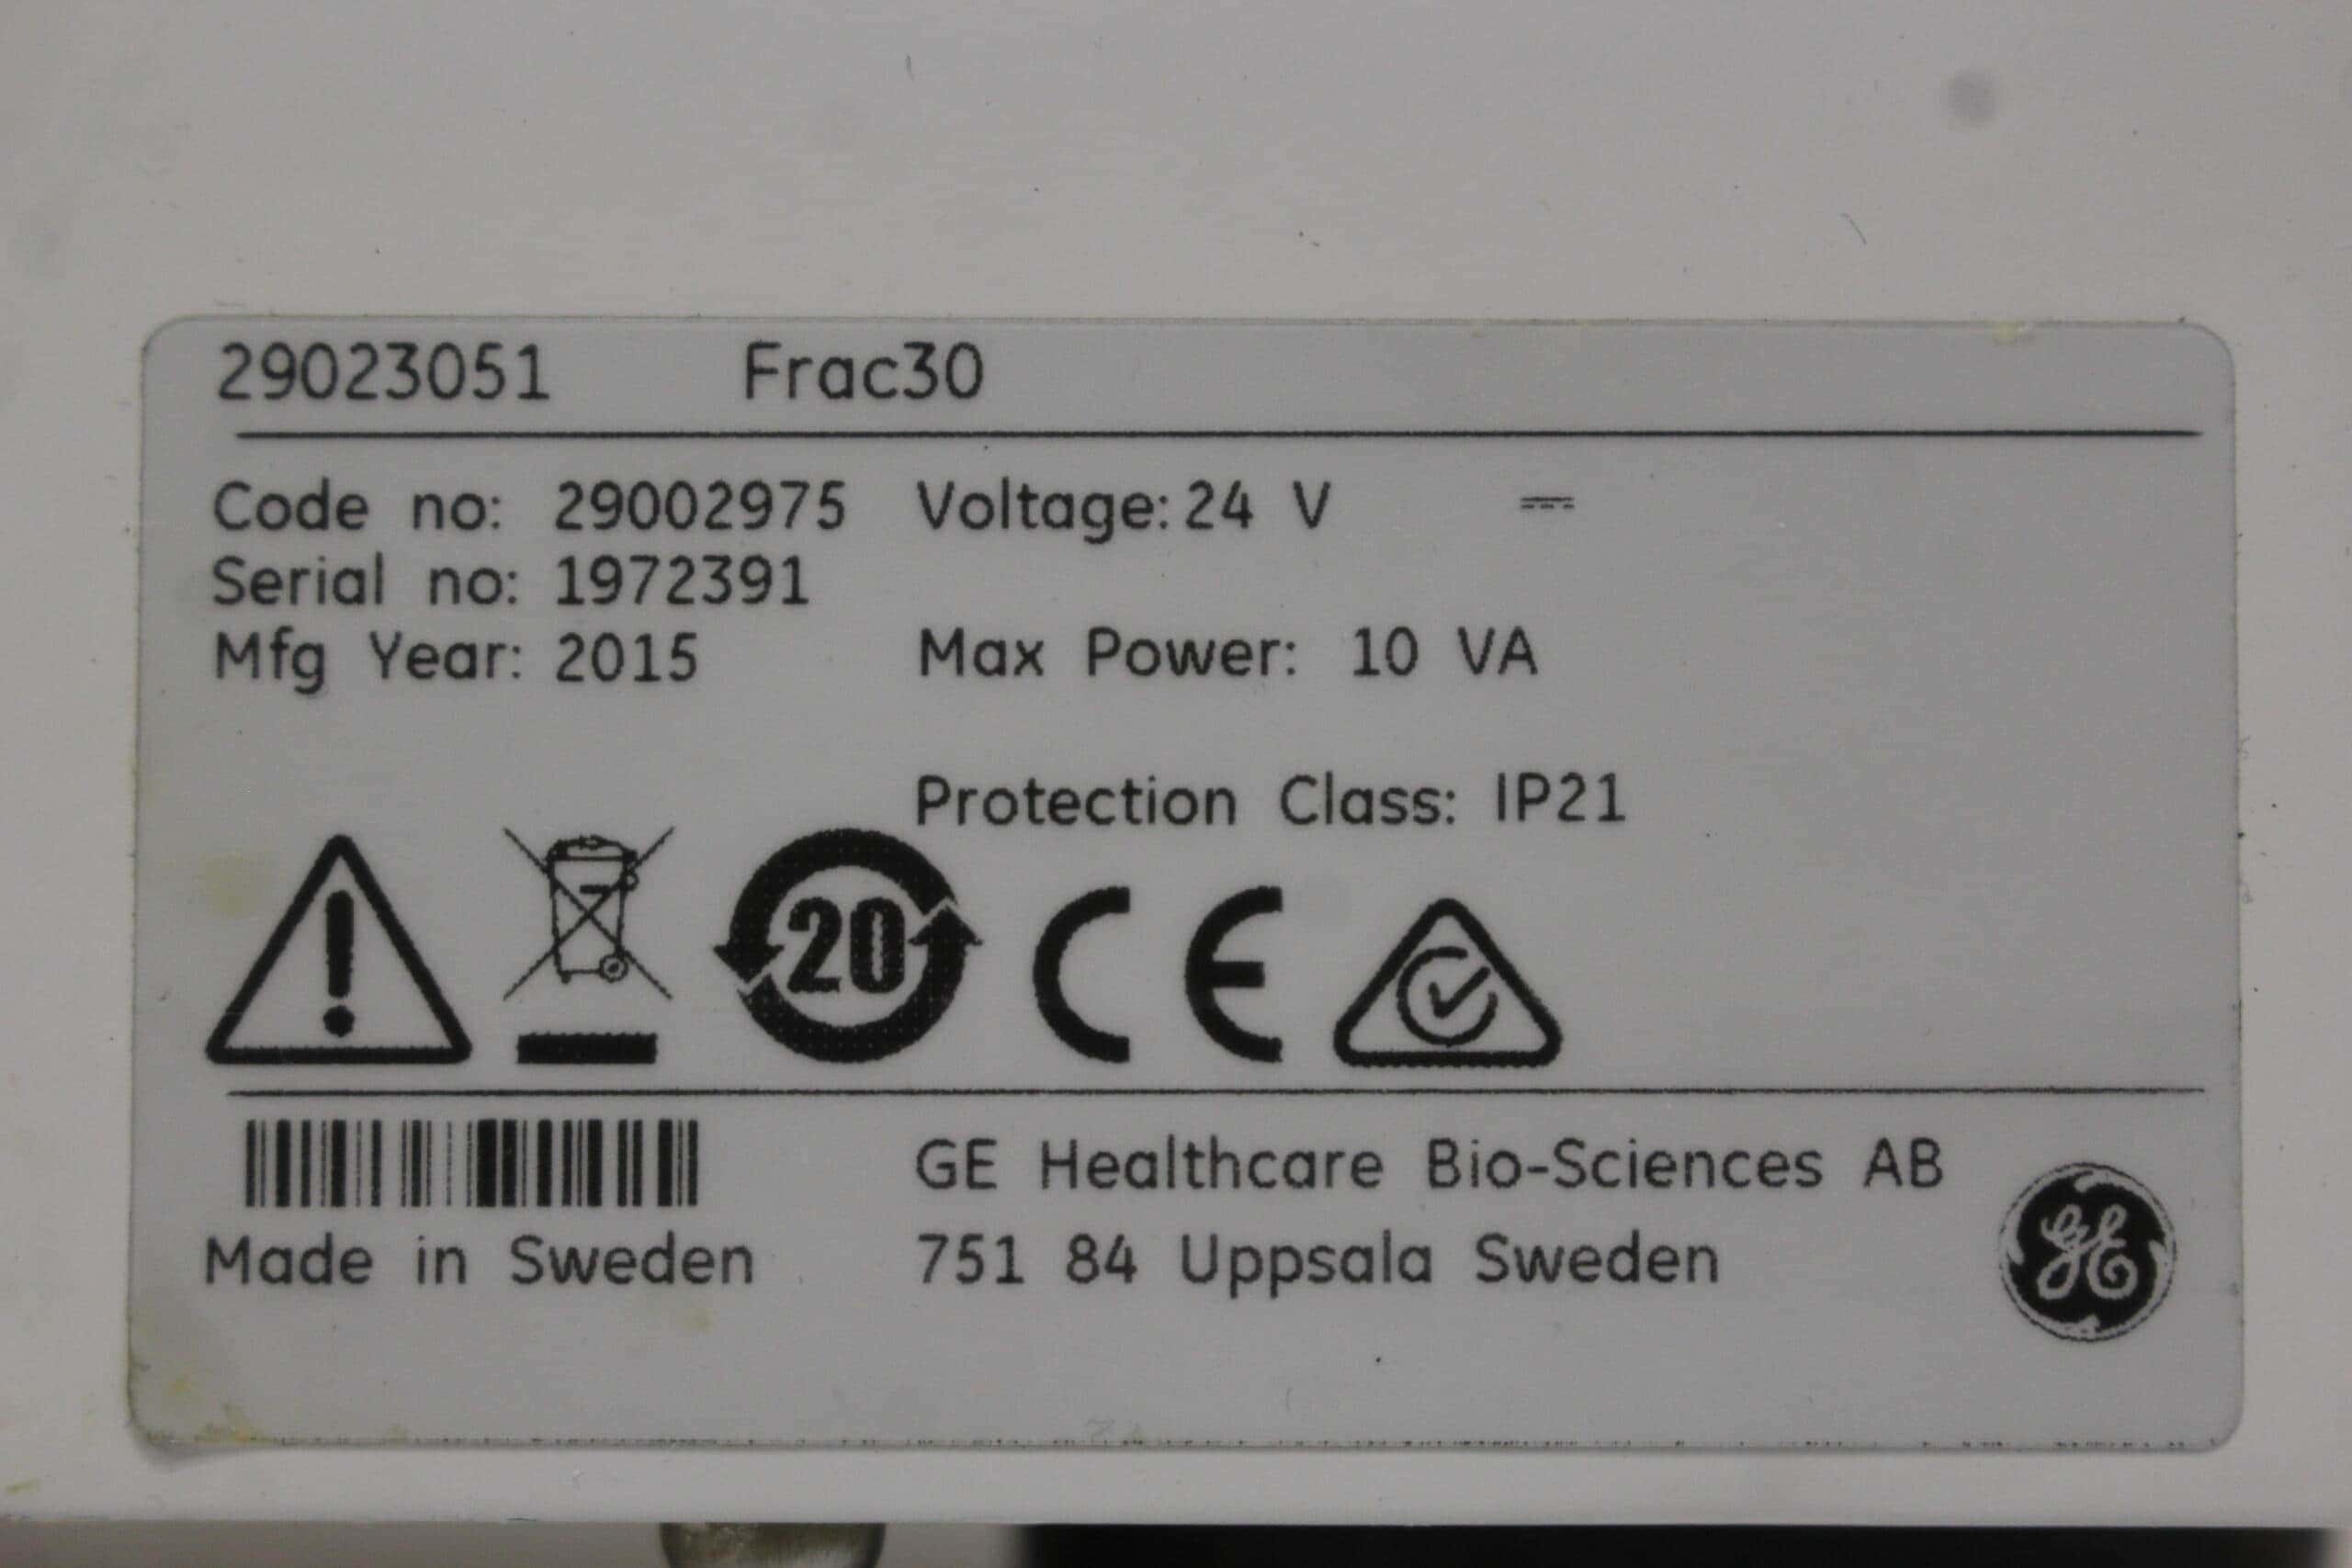 29023051 Frac30
Code no: 29002975 Voltage: 24 V
Serial no: 1972391
Mfg Year: 2015 Max Power: 10 VA
Protection Class: IP21
20
CE
GE Healthcare Bio-Sciences AB
Made in Sweden 751 84 Uppsala Sweden
GE